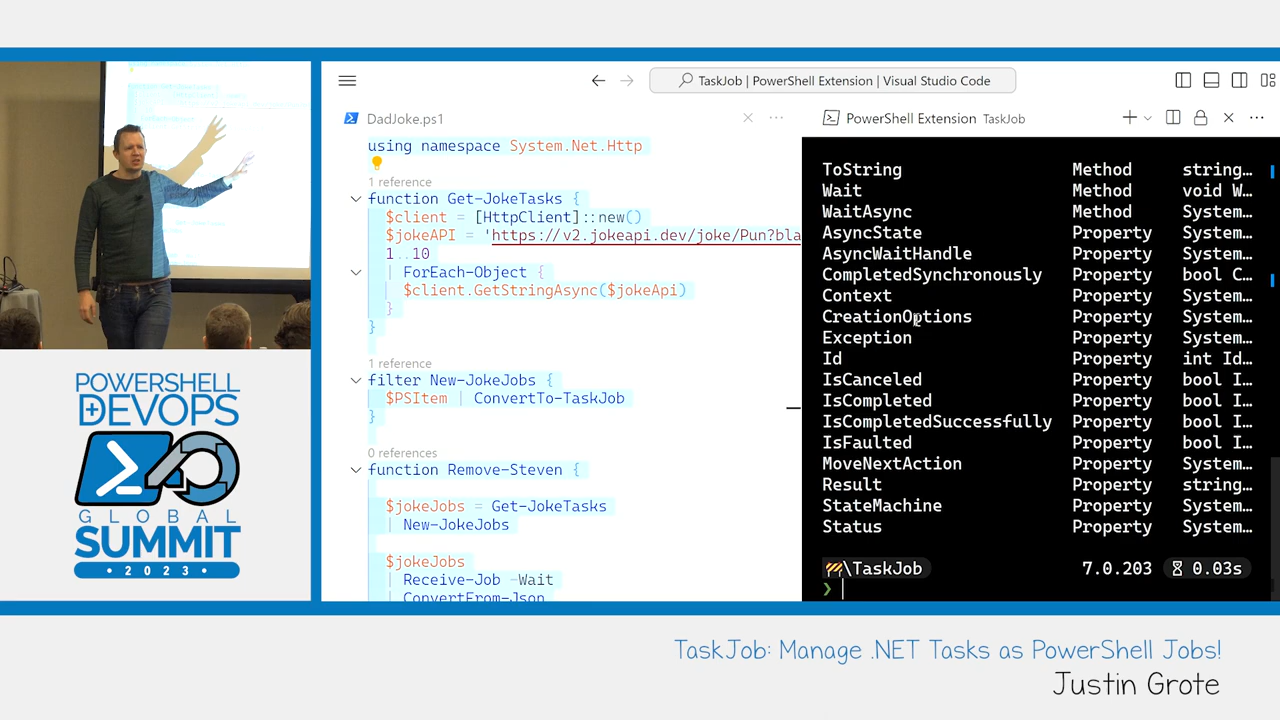 TaskJob | PowerShell Extension | Visual Studio Code
DadJoke.ps1
using namespace System.Net.Http
1 reference
function Get-JokeTasks {
$client = [HttpClient]::new()
$jokeAPI = 'https://v2.jokeapi.dev/joke/Pun?bla
1..10
| ForEach-Object {
$client.GetStringAsync($jokeApi)
}
}
1 reference
filter New-JokeJobs {
$PSItem | ConvertTo-TaskJob
}
0 references
function Remove-Steven {
$jokeJobs = Get-JokeTasks
| New-JokeJobs
$jokeJobs
| Receive-Job -Wait
| ConvertFrom-Json
PowerShell Extension TaskJob
ToString Method string…
Wait Method void W…
WaitAsync Method System…
AsyncState Property System…
AsyncWaitHandle Property System…
CompletedSynchronously Property bool C…
Context Property System…
CreationOptions Property System…
Exception Property System…
Id Property int Id…
IsCanceled Property bool I…
IsCompleted Property bool I…
IsCompletedSuccessfully Property bool I…
IsFaulted Property bool I…
MoveNextAction Property System…
Result Property string…
StateMachine Property System…
Status Property System…
\TaskJob 7.0.203 0.03s
❯
POWERSHELL
+DEVOPS
GLOBAL
SUMMIT
• 2023 •
TaskJob: Manage .NET Tasks as PowerShell Jobs!
Justin Grote